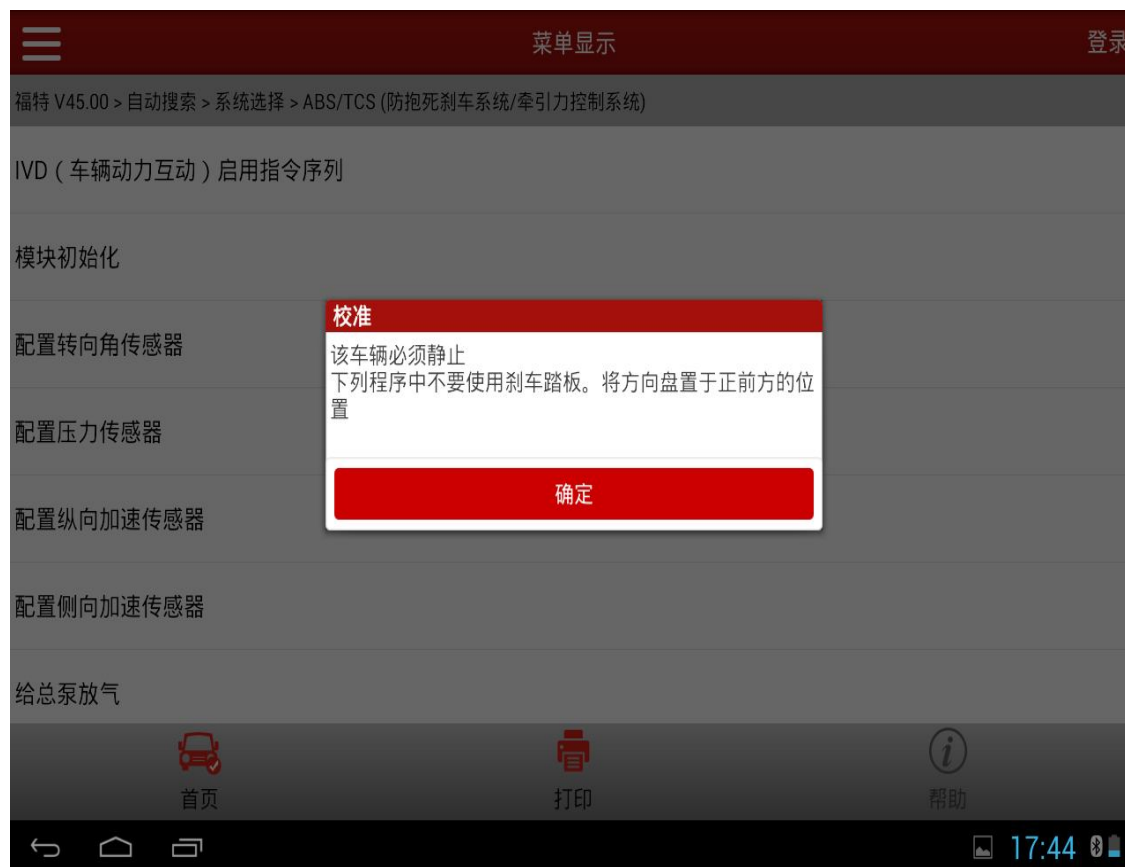 菜单显示
登录
福特 V45.00 > 自动搜索 > 系统选择 > ABS/TCS (防抱死刹车系统/牵引力控制系统)
IVD（车辆动力互动）启用指令序列
模块初始化
配置转向角传感器
配置压力传感器
配置纵向加速传感器
配置侧向加速传感器
给总泵放气
校准
该车辆必须静止
下列程序中不要使用刹车踏板。将方向盘置于正前方的位
置
确定
首页
打印
帮助
17:44